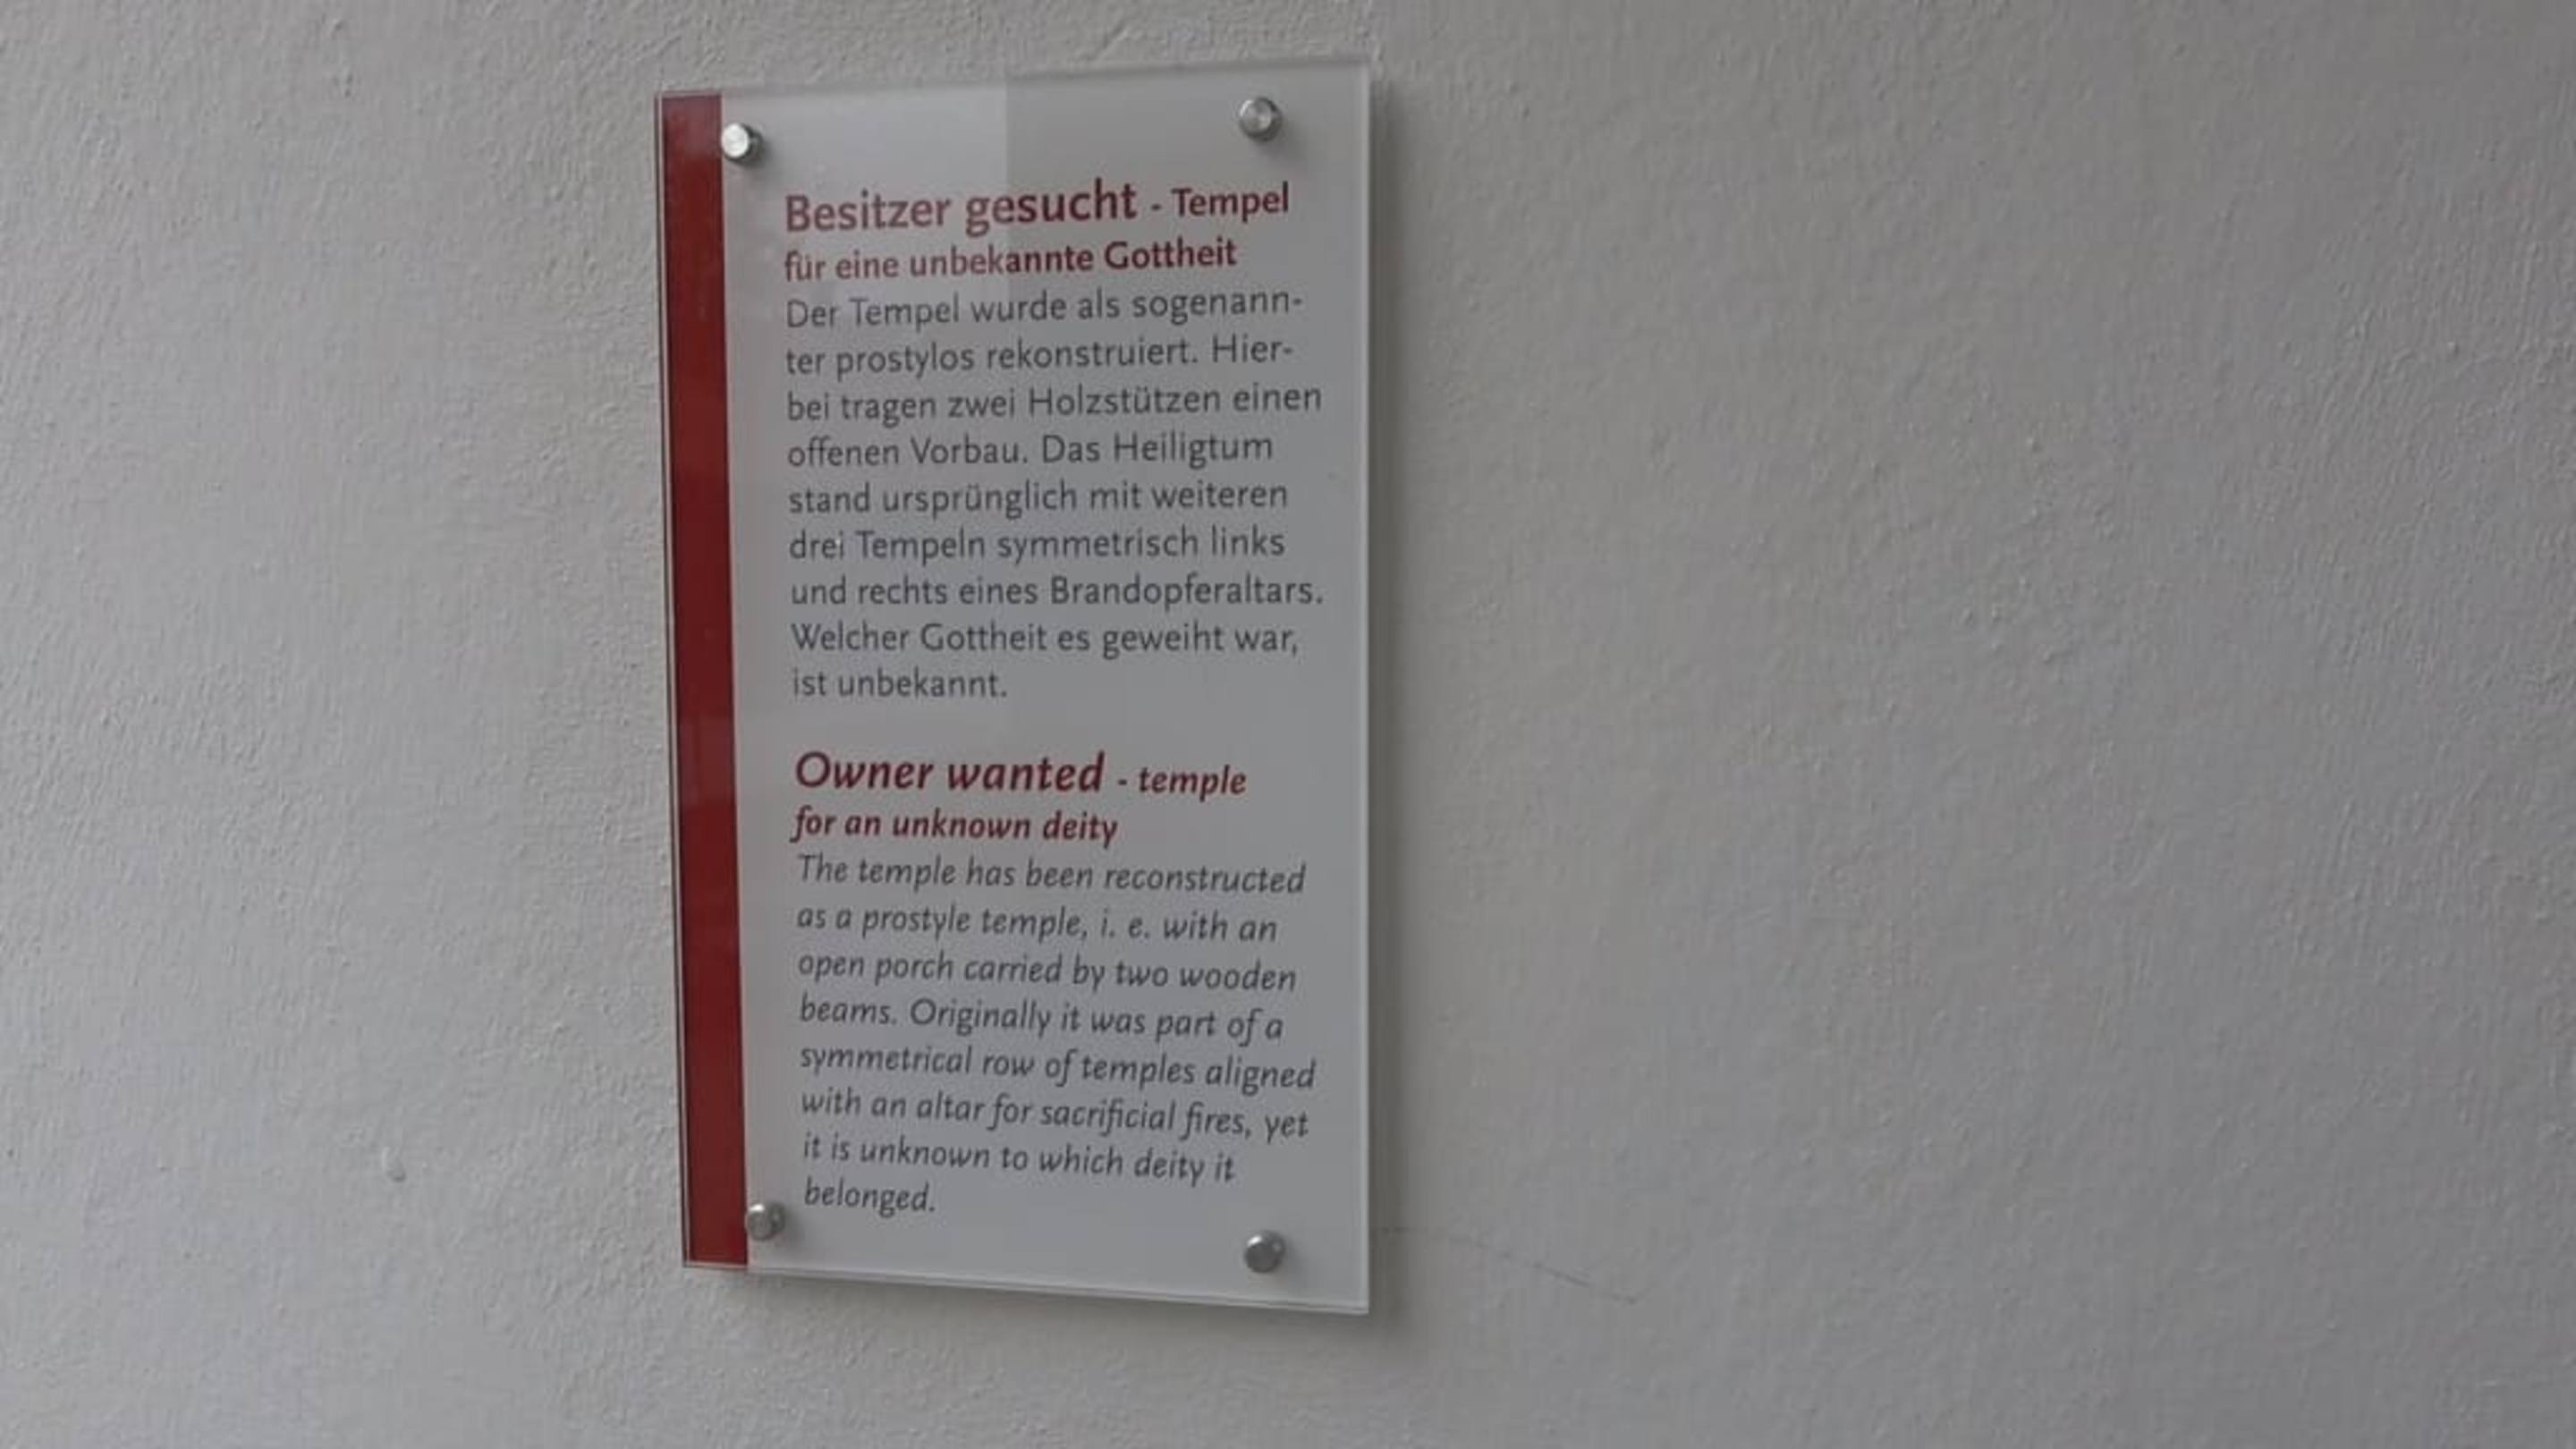 Besitzer gesucht - Tempel
für eine unbekannte Gottheit
Der Tempel wurde als sogenann-
ter prostylos rekonstruiert. Hier-
bei tragen zwei Holzstützen einen
offenen Vorbau. Das Heiligtum
stand ursprünglich mit weiteren
drei Tempeln symmetrisch links
und rechts eines Brandopferaltars.
Welcher Gottheit es geweiht war,
ist unbekannt.
Owner wanted - temple
for an unknown deity
The temple has been reconstructed
as a prostyle temple, i. e. with an
open porch carried by two wooden
beams. Originally it was part of a
symmetrical row of temples aligned
with an altar for sacrificial fires, yet
it is unknown to which deity it
belonged.